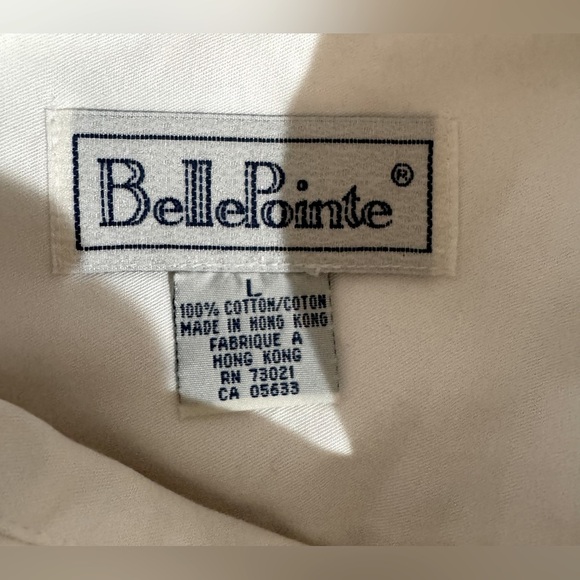 BellePointe®
L
100% COTTON/COTON
MADE IN HONG KONG
FABRIQUE A
HONG KONG
RN 73021
CA 05633